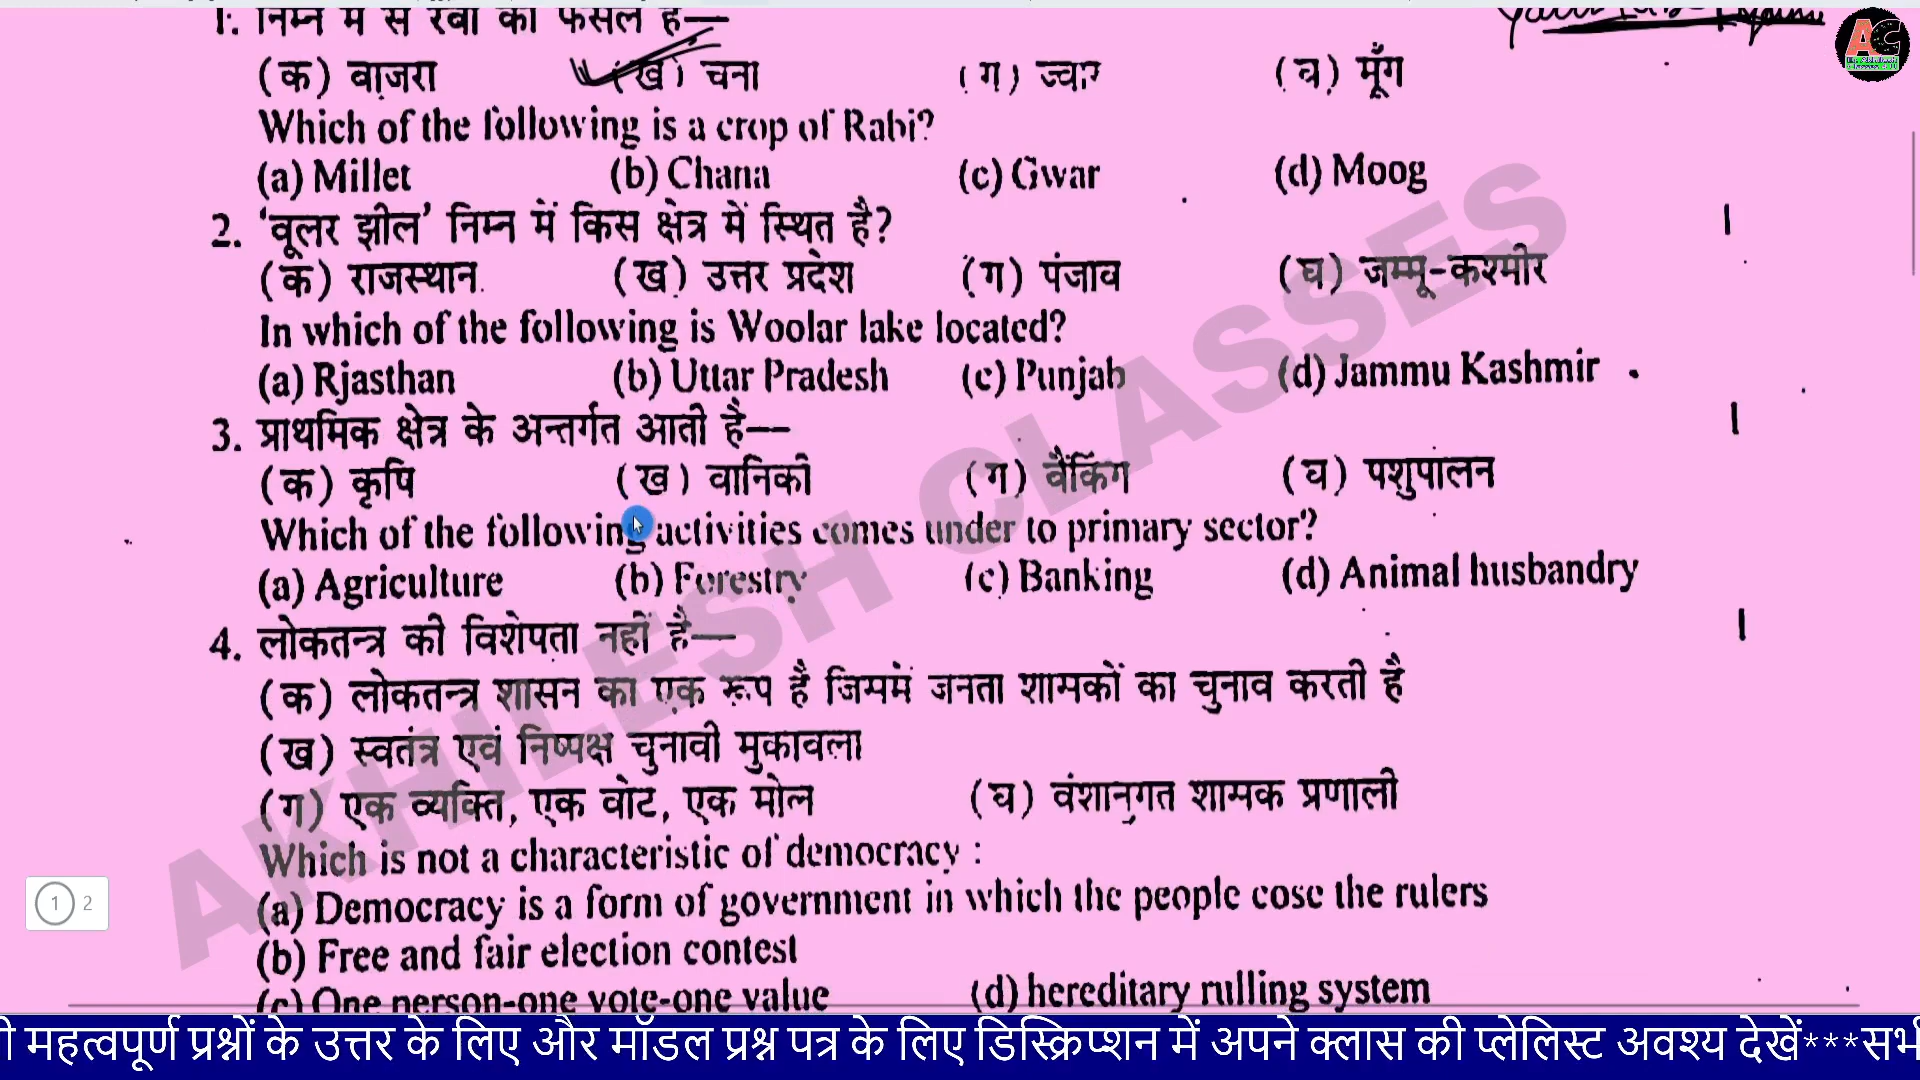 1. निम्न में से रबी की फसल है—
(क) बाजरा (ख) चना (ग) ज्वार (घ) मूँग
Which of the following is a crop of Rabi?
(a) Millet (b) Chana (c) Gwar (d) Moog
2. 'वूलर झील' निम्न में किस क्षेत्र में स्थित है? 1
(क) राजस्थान (ख) उत्तर प्रदेश (ग) पंजाब (घ) जम्मू-कश्मीर
In which of the following is Woolar lake located?
(a) Rjasthan (b) Uttar Pradesh (c) Punjab (d) Jammu Kashmir
3. प्राथमिक क्षेत्र के अन्तर्गत आती है— 1
(क) कृषि (ख) वानिकी (ग) बैंकिंग (घ) पशुपालन
Which of the following activities comes under to primary sector?
(a) Agriculture (b) Forestry (c) Banking (d) Animal husbandry
4. लोकतन्त्र की विशेषता नहीं है— 1
(क) लोकतन्त्र शासन का एक रूप है जिसमें जनता शासकों का चुनाव करती है
(ख) स्वतंत्र एवं निष्पक्ष चुनावी मुकाबला
(ग) एक व्यक्ति, एक वोट, एक मोल (घ) वंशानुगत शासक प्रणाली
Which is not a characteristic of democracy :
(a) Democracy is a form of government in which the people cose the rulers
(b) Free and fair election contest
(c) One person-one vote-one value (d) hereditary rulling system
AKHILESH CLASSES
AC
1 2
ी महत्वपूर्ण प्रश्नों के उत्तर के लिए और मॉडल प्रश्न पत्र के लिए डिस्क्रिप्शन में अपने क्लास की प्लेलिस्ट अवश्य देखें***सभ